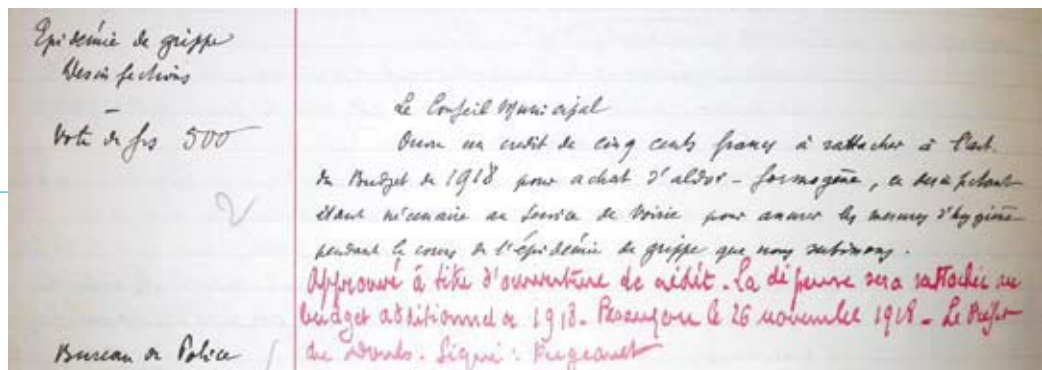 Epidémie de grippe
Desinfections
Vote de frs 500
Le Conseil Municipal
Ouvre un crédit de cinq cents francs à rattacher à l'art.
du Budget de 1918 pour achat d'aldor-formogène, ce désinfectant
étant nécessaire au Service de Voirie pour assurer les mesures d'hygiène
pendant le cours de l'épidémie de grippe que nous subissons.
Approuvé à titre d'ouverture de crédit. La dépense sera rattachée au
budget additionnel de 1918. Besançon le 26 novembre 1918. Le Préfet
du Doubs. Signé :
Bureau de Police